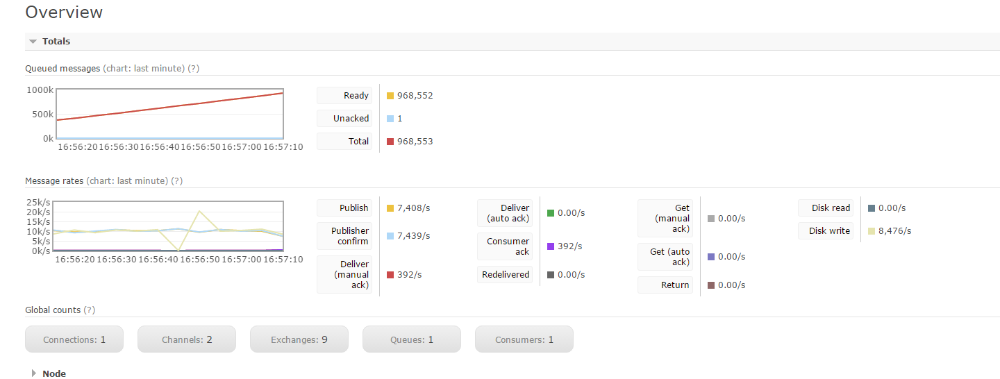 Overview
Totals
Queued messages (chart: last minute) (?)
1000k
500k
0k
16:56:20 16:56:30 16:56:40 16:56:50 16:57:00 16:57:10
Ready 968,552
Unacked 1
Total 968,553
Message rates (chart: last minute) (?)
25k/s
20k/s
15k/s
10k/s
5k/s
0k/s
16:56:20 16:56:30 16:56:40 16:56:50 16:57:00 16:57:10
Publish 7,408/s
Publisher
confirm 7,439/s
Deliver
(manual 392/s
ack)
Deliver
(auto ack) 0.00/s
Consumer
ack 392/s
Redelivered 0.00/s
Get
(manual 0.00/s
ack)
Get (auto
ack) 0.00/s
Return 0.00/s
Disk read 0.00/s
Disk write 8,476/s
Global counts (?)
Connections: 1 Channels: 2 Exchanges: 9 Queues: 1 Consumers: 1
Node